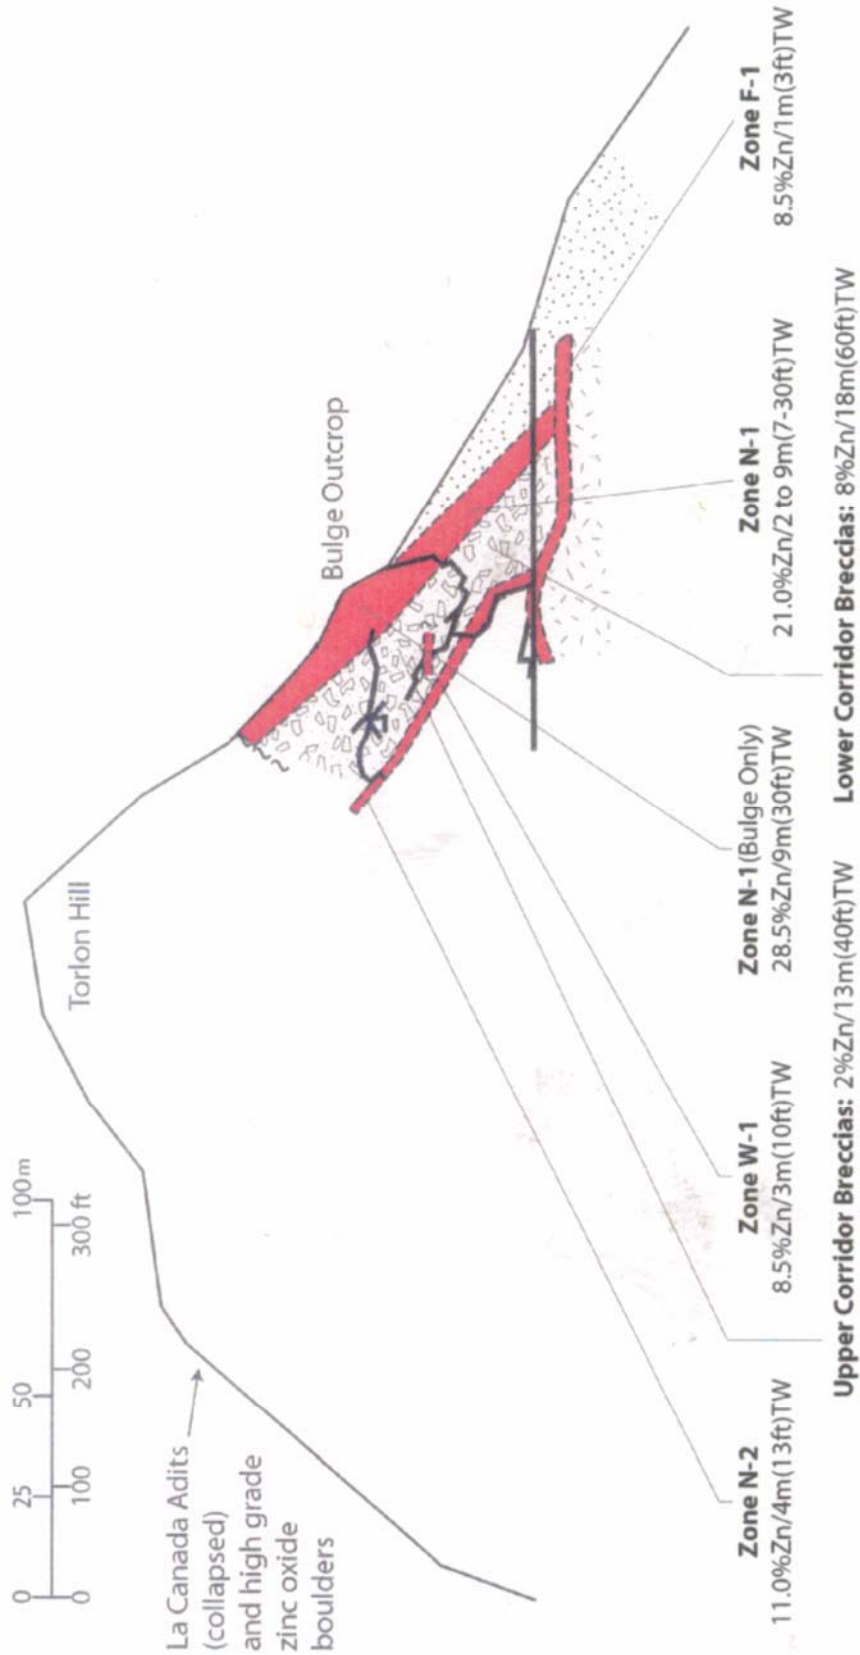 0 25 50 100m
0 100 200 300 ft
La Canada Adits
(collapsed)
and high grade
zinc oxide
boulders
Torlon Hill
Bulge Outcrop
Zone N-2
11.0%Zn/4m(13ft)TW
Zone W-1
8.5%Zn/3m(10ft)TW
Zone N-1(Bulge Only)
28.5%Zn/9m(30ft)TW
Zone N-1
21.0%Zn/2 to 9m(7-30ft)TW
Zone F-1
8.5%Zn/1m(3ft)TW
Upper Corridor Breccias: 2%Zn/13m(40ft)TW
Lower Corridor Breccias: 8%Zn/18m(60ft)TW